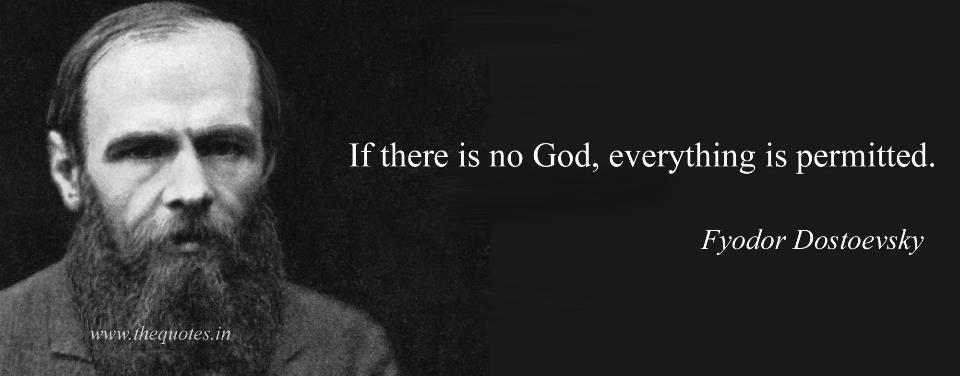 If there is no God, everything is permitted.
Fyodor Dostoevsky
www.thequotes.in